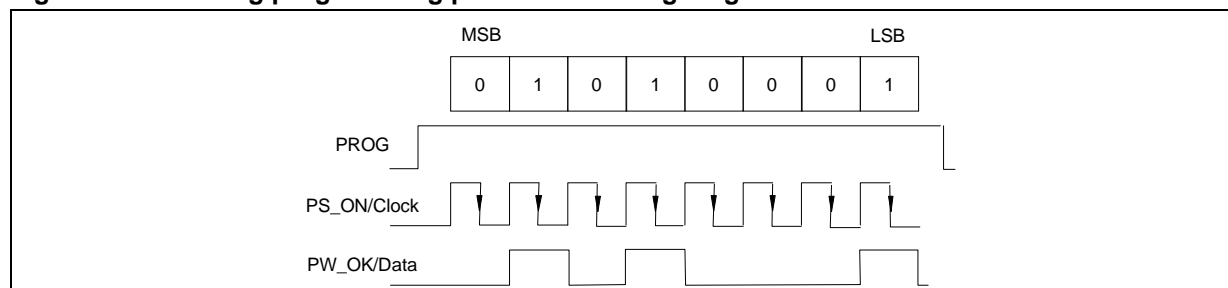 MSB LSB
0 1 0 1 0 0 0 1
PROG
PS_ON/Clock
PW_OK/Data